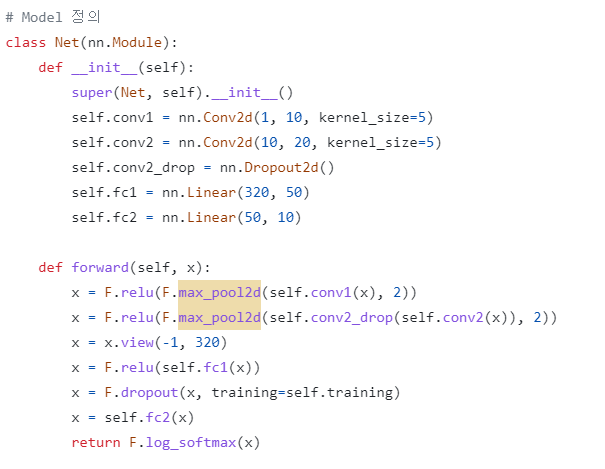 # Model 정의
class Net(nn.Module):
    def __init__(self):
        super(Net, self).__init__()
        self.conv1 = nn.Conv2d(1, 10, kernel_size=5)
        self.conv2 = nn.Conv2d(10, 20, kernel_size=5)
        self.conv2_drop = nn.Dropout2d()
        self.fc1 = nn.Linear(320, 50)
        self.fc2 = nn.Linear(50, 10)

    def forward(self, x):
        x = F.relu(F.max_pool2d(self.conv1(x), 2))
        x = F.relu(F.max_pool2d(self.conv2_drop(self.conv2(x)), 2))
        x = x.view(-1, 320)
        x = F.relu(self.fc1(x))
        x = F.dropout(x, training=self.training)
        x = self.fc2(x)
        return F.log_softmax(x)